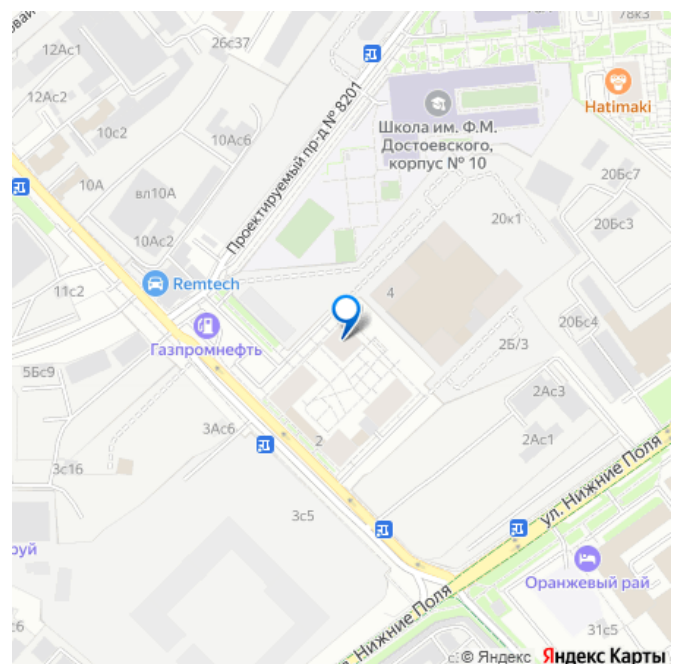 26с37
78к3
12Ас1
Hatimaki
12Ас2
Школа им. Ф.М.
Достоевского,
корпус № 10
10с2
10Ас6
Проектируемый пр-д № 8201
20Бс7
10А
вл10А
20к1
20Бс3
10Ас2
Remtech
11с2
4
20Бс4
Газпромнефть
2Б/3
5Бс9
2Ас3
3Ас6
2
2Ас1
3с16
ул. Нижние Поля
3с5
Оранжевый рай
ул. Нижние Поля
31с5
© Яндекс Яндекс Карты